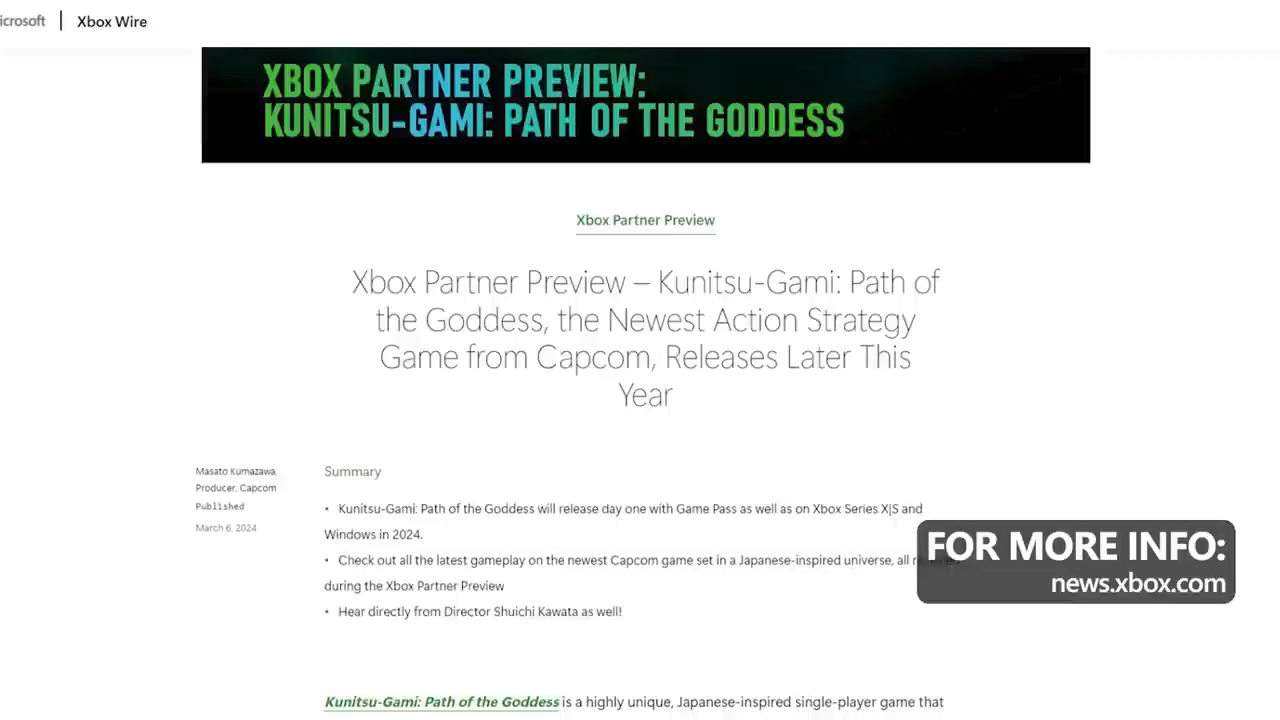 icrosoft | Xbox Wire
XBOX PARTNER PREVIEW:
KUNITSU-GAMI: PATH OF THE GODDESS
Xbox Partner Preview
Xbox Partner Preview – Kunitsu-Gami: Path of
the Goddess, the Newest Action Strategy
Game from Capcom, Releases Later This
Year
Masato Kumazawa,
Producer, Capcom
Published
March 6, 2024
Summary
• Kunitsu-Gami: Path of the Goddess will release day one with Game Pass as well as on Xbox Series X|S and
Windows in 2024.
• Check out all the latest gameplay on the newest Capcom game set in a Japanese-inspired universe, all
during the Xbox Partner Preview
• Hear directly from Director Shuichi Kawata as well!
FOR MORE INFO:
news.xbox.com
Kunitsu-Gami: Path of the Goddess is a highly unique, Japanese-inspired single-player game that